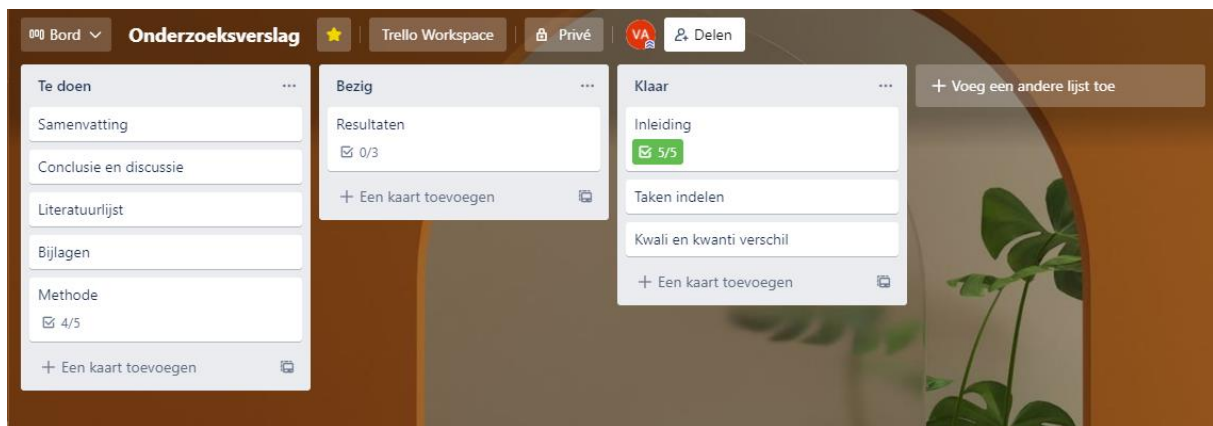 Bord
Onderzoeksverslag
Trello Workspace
Privé
VA
Delen
Te doen
Samenvatting
Conclusie en discussie
Literatuurlijst
Bijlagen
Methode
4/5
+ Een kaart toevoegen
Bezig
Resultaten
0/3
+ Een kaart toevoegen
Klaar
Inleiding
5/5
Taken indelen
Kwali en kwanti verschil
+ Een kaart toevoegen
+ Voeg een andere lijst toe